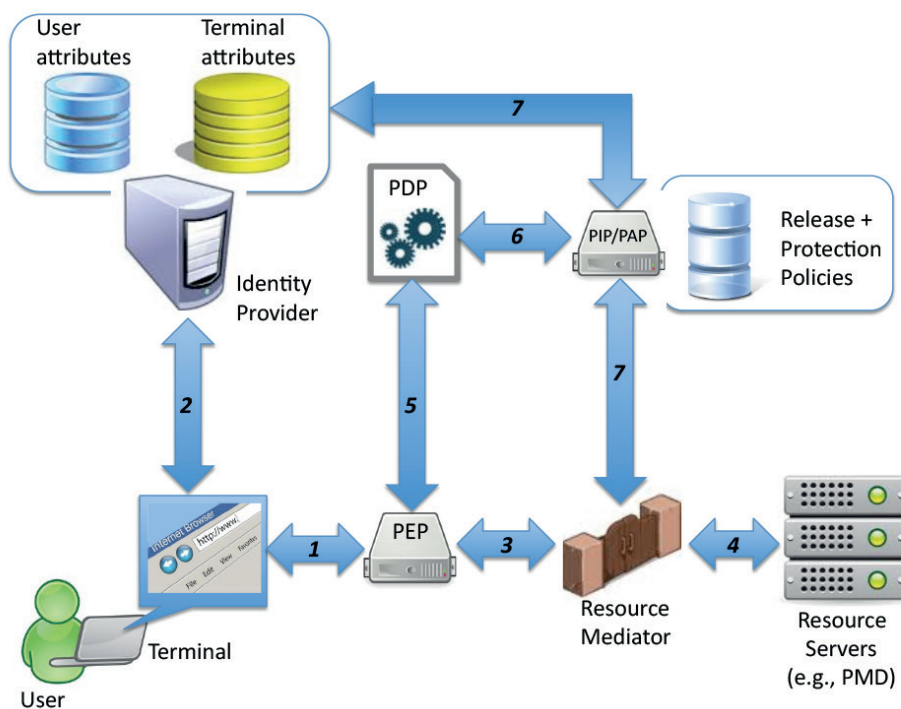 User
attributes
Terminal
attributes
7
PDP
6
PIP/PAP
Release +
Protection
Policies
Identity
Provider
2
5
7
Internet Browser
http://www.
File Edit View Favorites
1
PEP
3
4
Resource
Mediator
Resource
Servers
(e.g., PMD)
Terminal
User